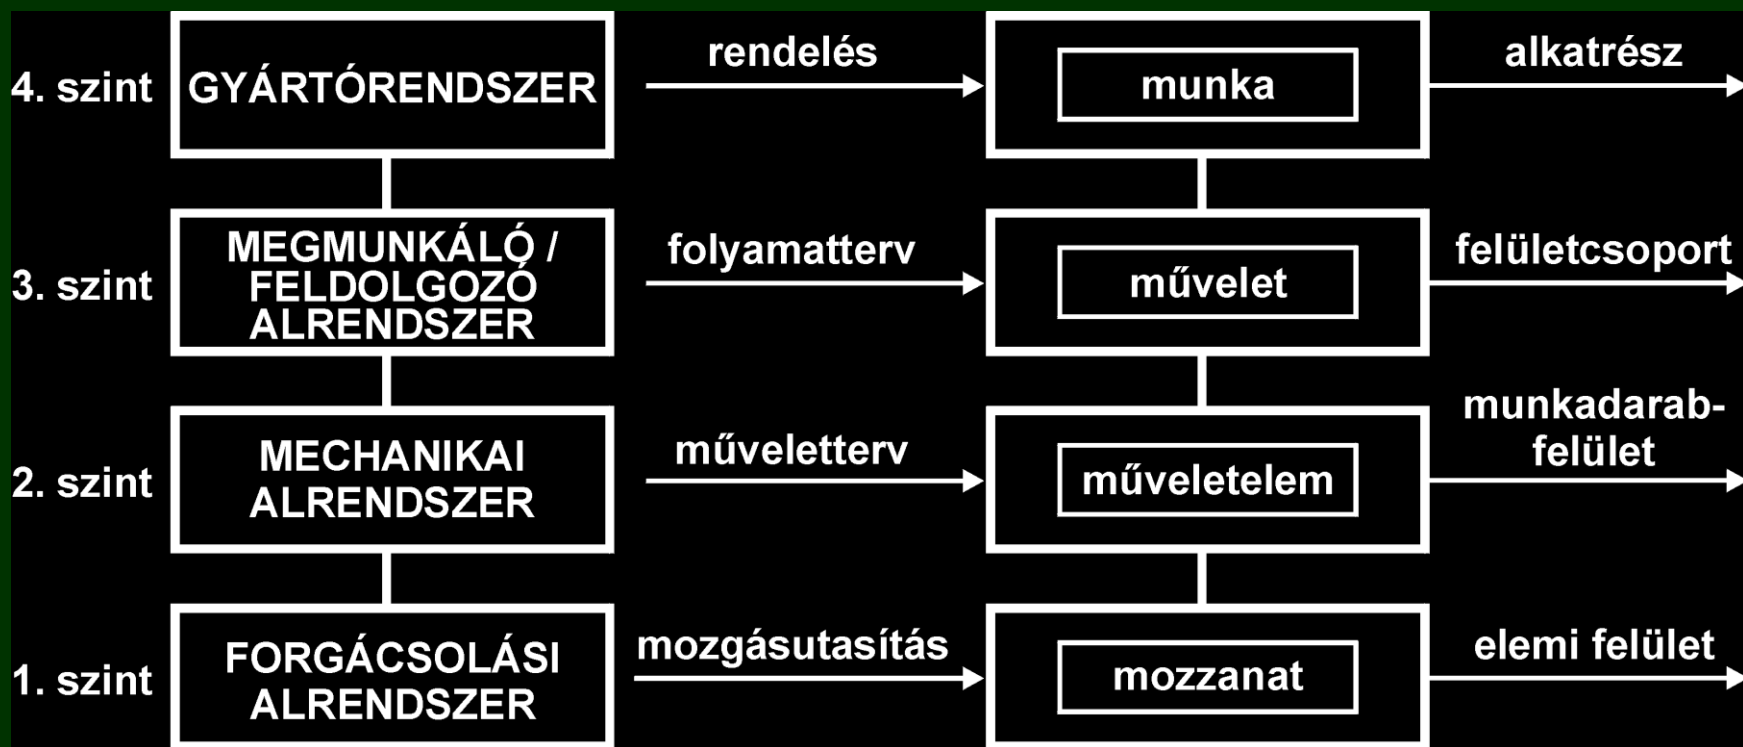 4. szint
GYÁRTÓRENDSZER
rendelés
munka
alkatrész
3. szint
MEGMUNKÁLÓ /
FELDOLGOZÓ
ALRENDSZER
folyamatterv
művelet
felületcsoport
2. szint
MECHANIKAI
ALRENDSZER
műveletterv
műveletelem
munkadarab-
felület
1. szint
FORGÁCSOLÁSI
ALRENDSZER
mozgásutasítás
mozzanat
elemi felület